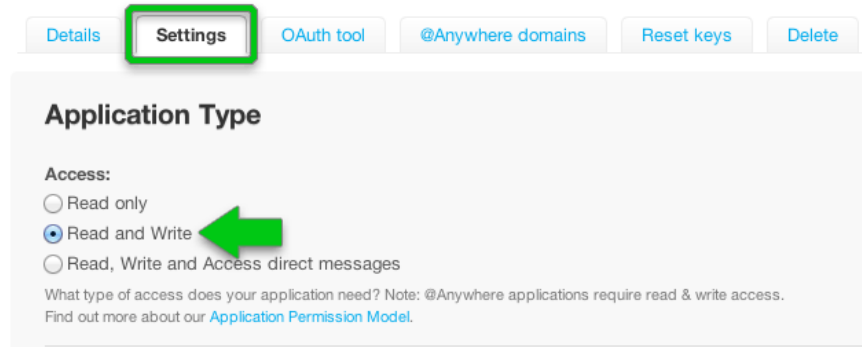 Details Settings OAuth tool @Anywhere domains Reset keys Delete
Application Type
Access:
Read only
Read and Write
Read, Write and Access direct messages
What type of access does your application need? Note: @Anywhere applications require read & write access.
Find out more about our Application Permission Model.